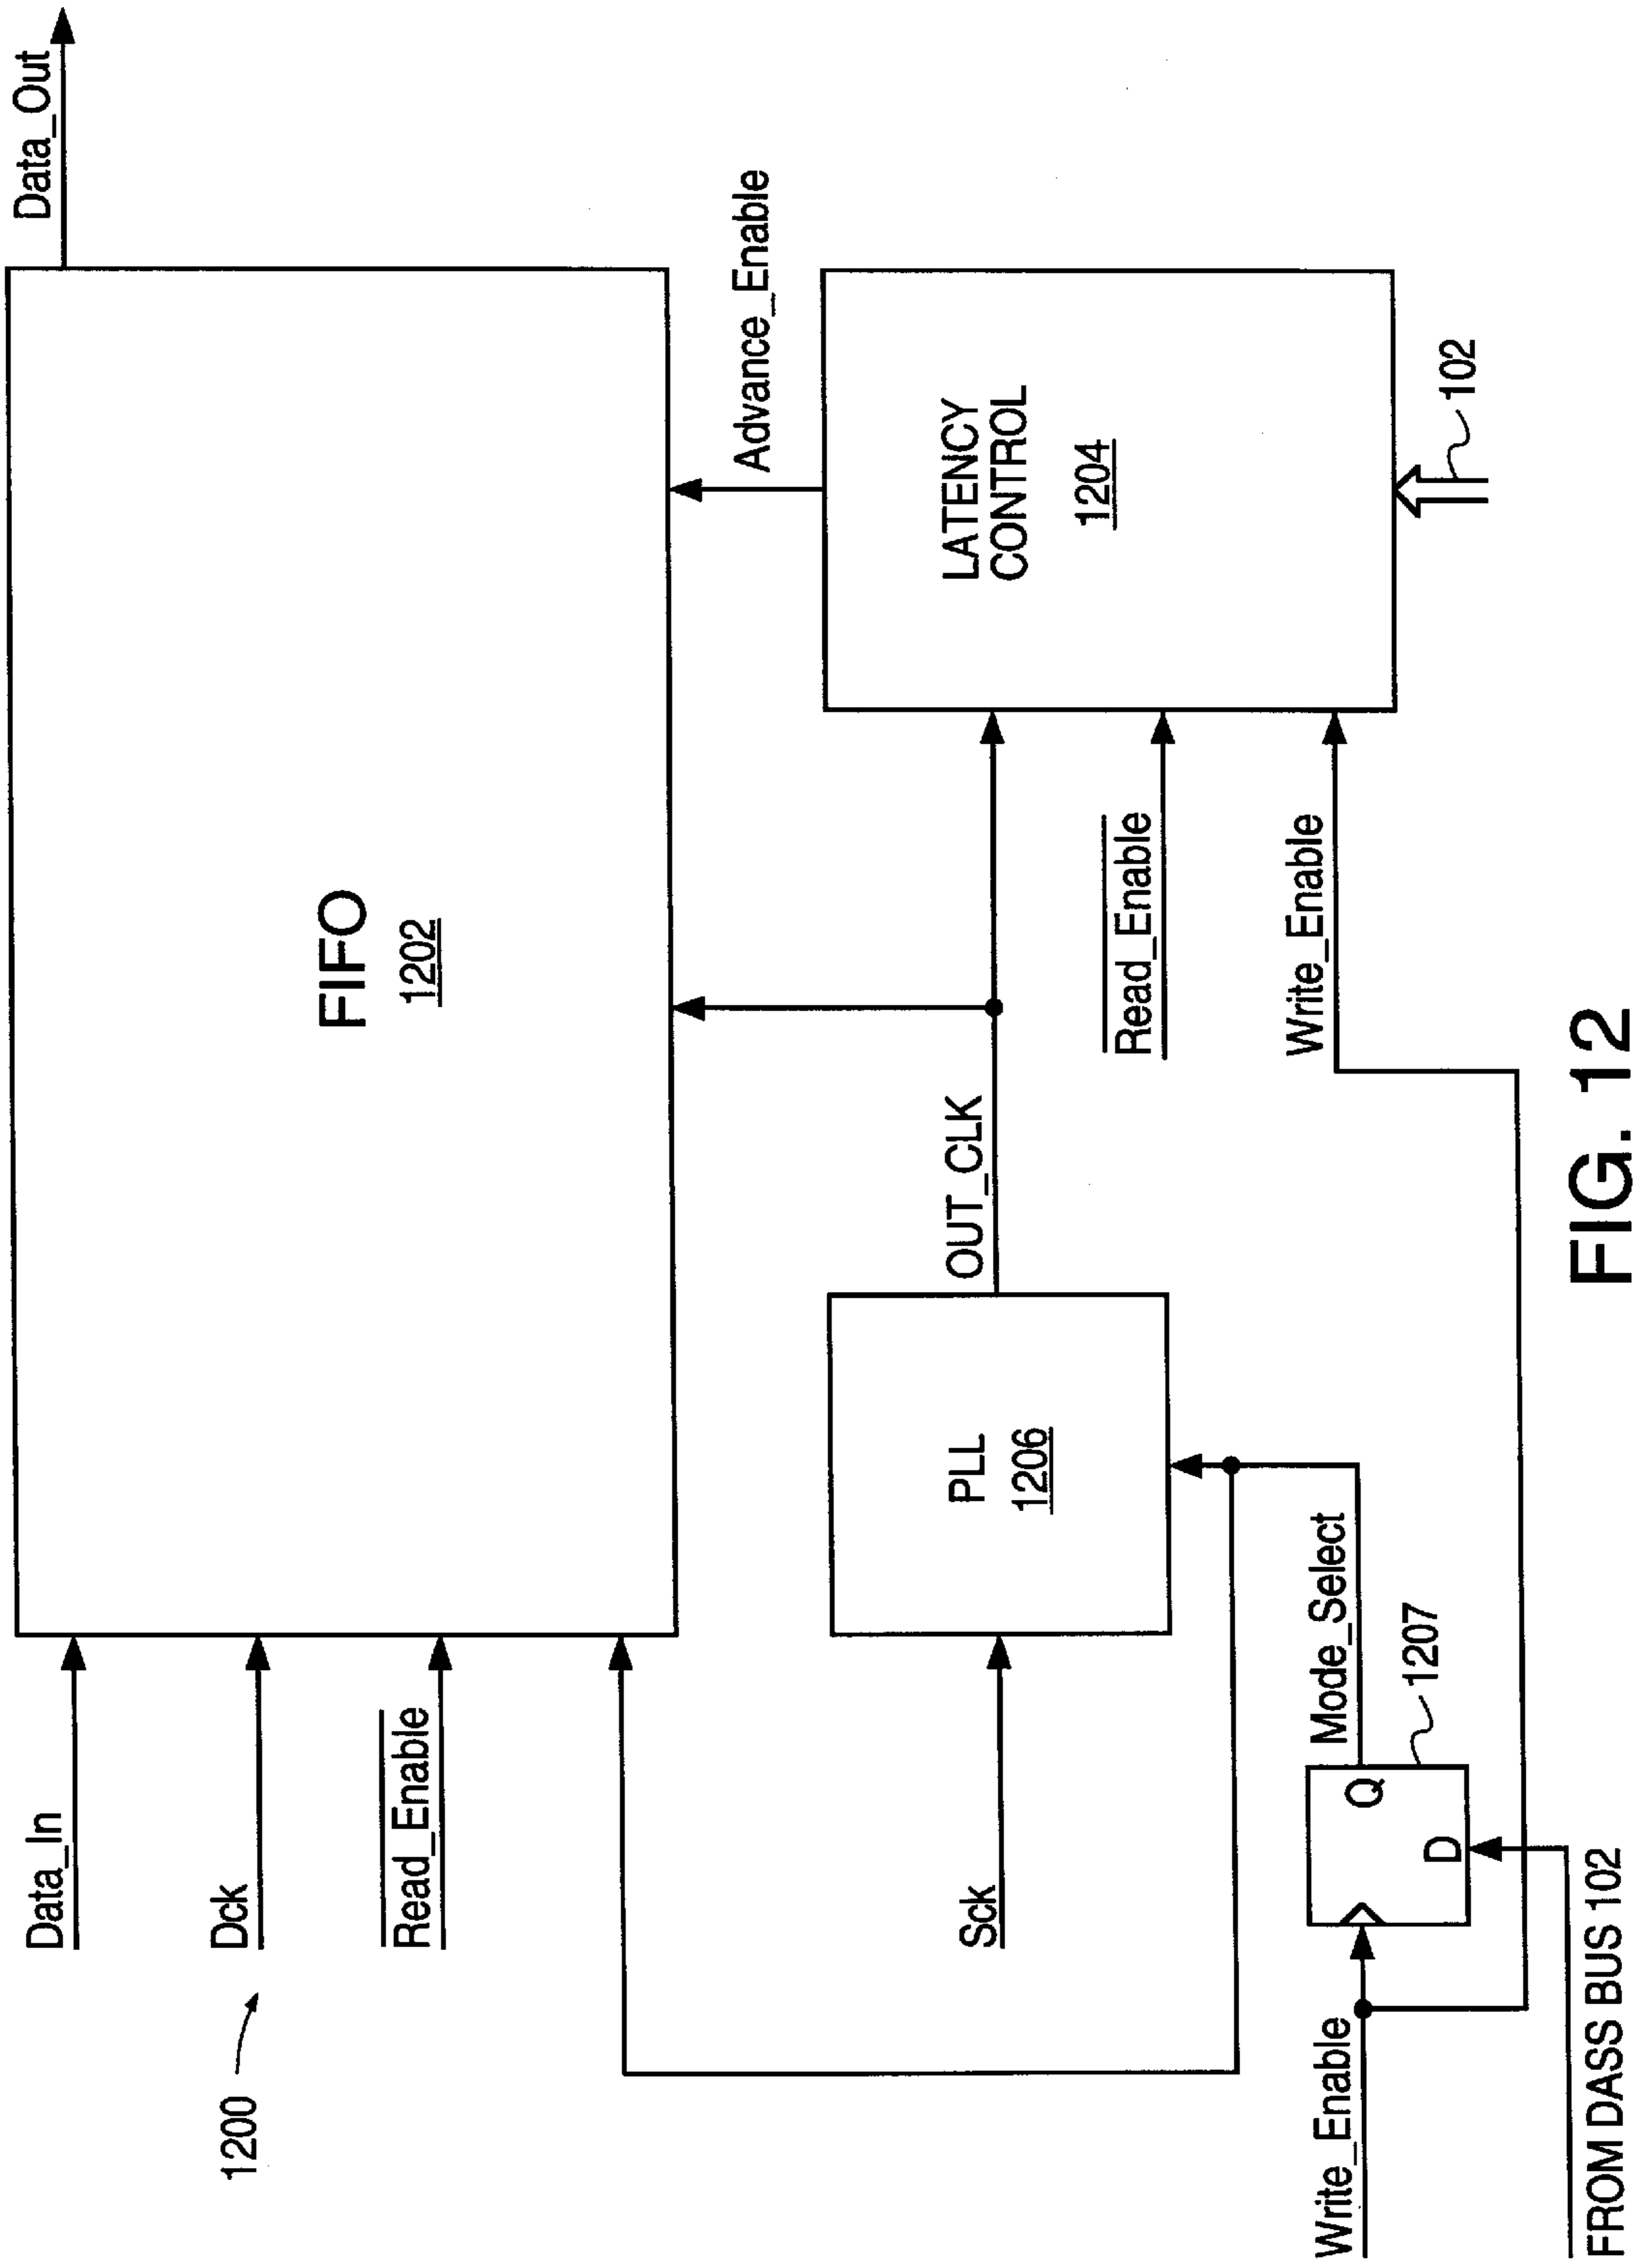 Data_In
Data_Out
Dck
1200
FIFO
1202
Read_Enable
Advance_Enable
OUT_CLK
Sck
PLL
1206
LATENCY
CONTROL
1204
Read_Enable
Mode_Select
Write_Enable
Write_Enable
Q
D
1207
102
FROM DASS BUS 102
FIG. 12